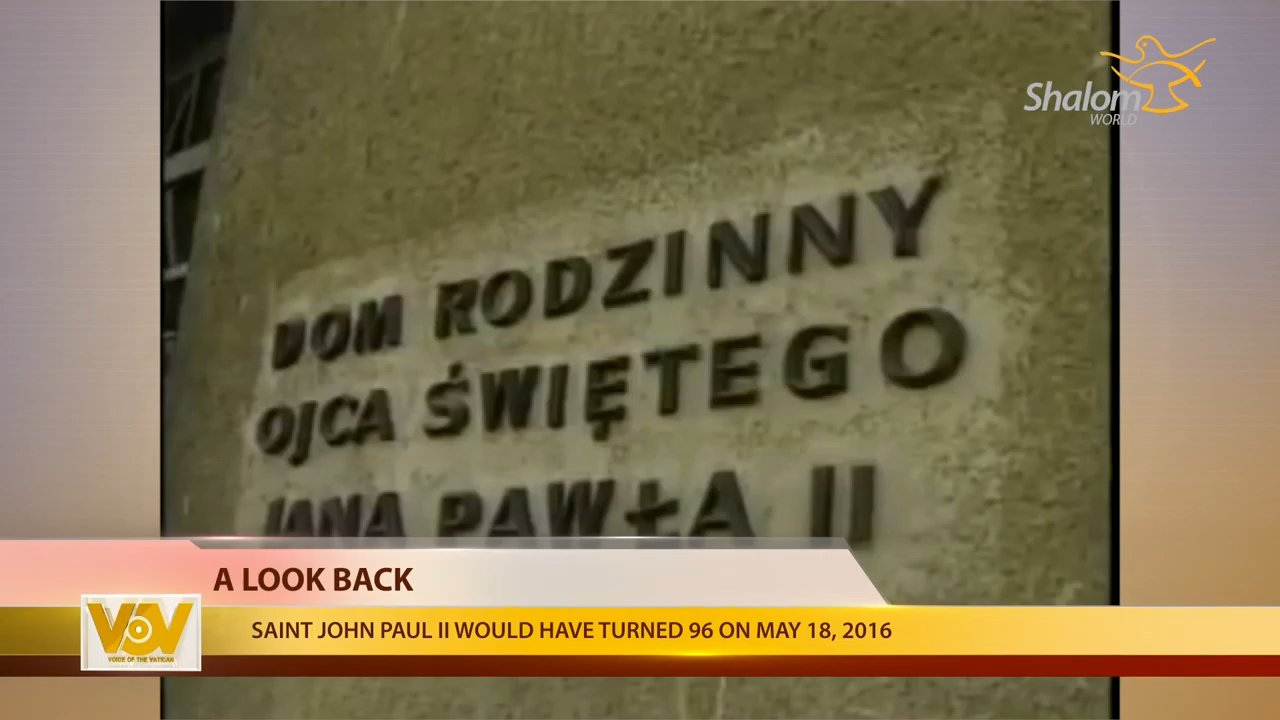 Shalom
WORLD
DOM RODZINNY
OJCA ŚWIĘTEGO
JANA PAWŁA II
A LOOK BACK
VOV
VOICE OF THE VATICAN
SAINT JOHN PAUL II WOULD HAVE TURNED 96 ON MAY 18, 2016